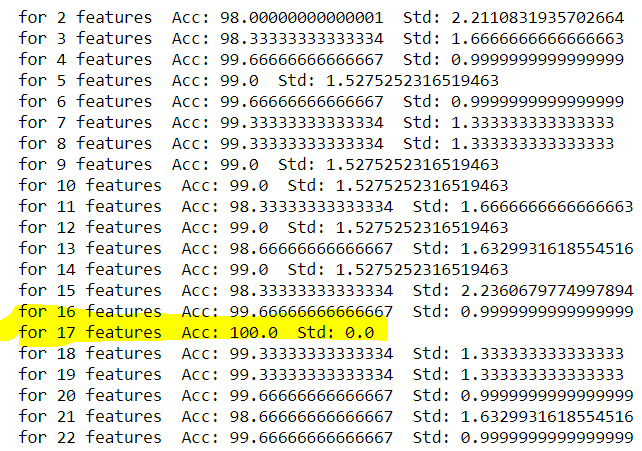 for 2 features Acc: 98.00000000000001 Std: 2.2110831935702664
for 3 features Acc: 98.33333333333334 Std: 1.6666666666666663
for 4 features Acc: 99.66666666666667 Std: 0.9999999999999999
for 5 features Acc: 99.0 Std: 1.5275252316519463
for 6 features Acc: 99.66666666666667 Std: 0.9999999999999999
for 7 features Acc: 99.33333333333334 Std: 1.333333333333333
for 8 features Acc: 99.33333333333334 Std: 1.333333333333333
for 9 features Acc: 99.0 Std: 1.5275252316519463
for 10 features Acc: 99.0 Std: 1.5275252316519463
for 11 features Acc: 98.33333333333334 Std: 1.6666666666666663
for 12 features Acc: 99.0 Std: 1.5275252316519463
for 13 features Acc: 98.66666666666667 Std: 1.6329931618554516
for 14 features Acc: 99.0 Std: 1.5275252316519463
for 15 features Acc: 98.33333333333334 Std: 2.2360679774997894
for 16 features Acc: 99.66666666666667 Std: 0.9999999999999999
for 17 features Acc: 100.0 Std: 0.0
for 18 features Acc: 99.33333333333334 Std: 1.333333333333333
for 19 features Acc: 99.33333333333334 Std: 1.333333333333333
for 20 features Acc: 99.66666666666667 Std: 0.9999999999999999
for 21 features Acc: 98.66666666666667 Std: 1.6329931618554516
for 22 features Acc: 99.66666666666667 Std: 0.9999999999999999